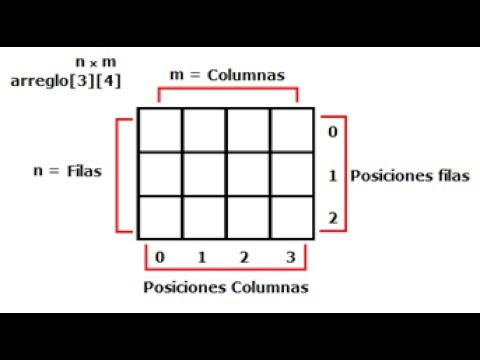 n x m
arreglo[3][4]
m = Columnas
n = Filas
0
1
2
Posiciones filas
0 1 2 3
Posiciones Columnas